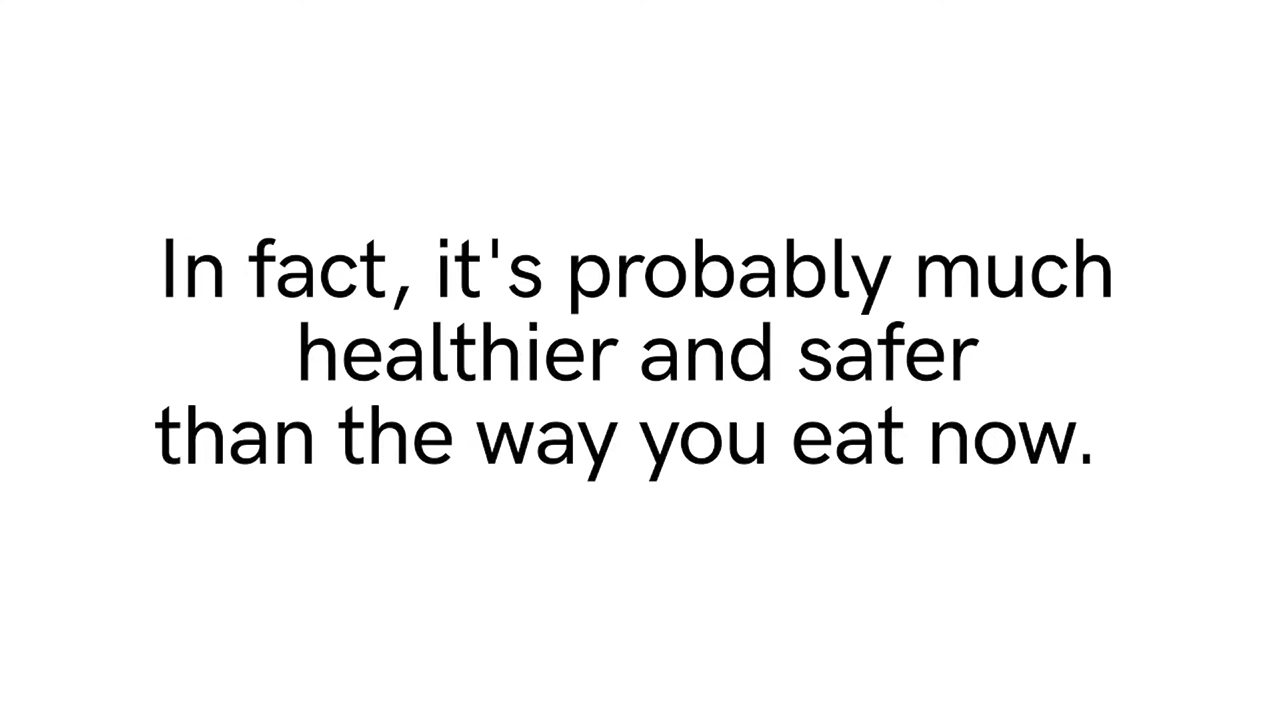 In fact, it's probably much
healthier and safer
than the way you eat now.